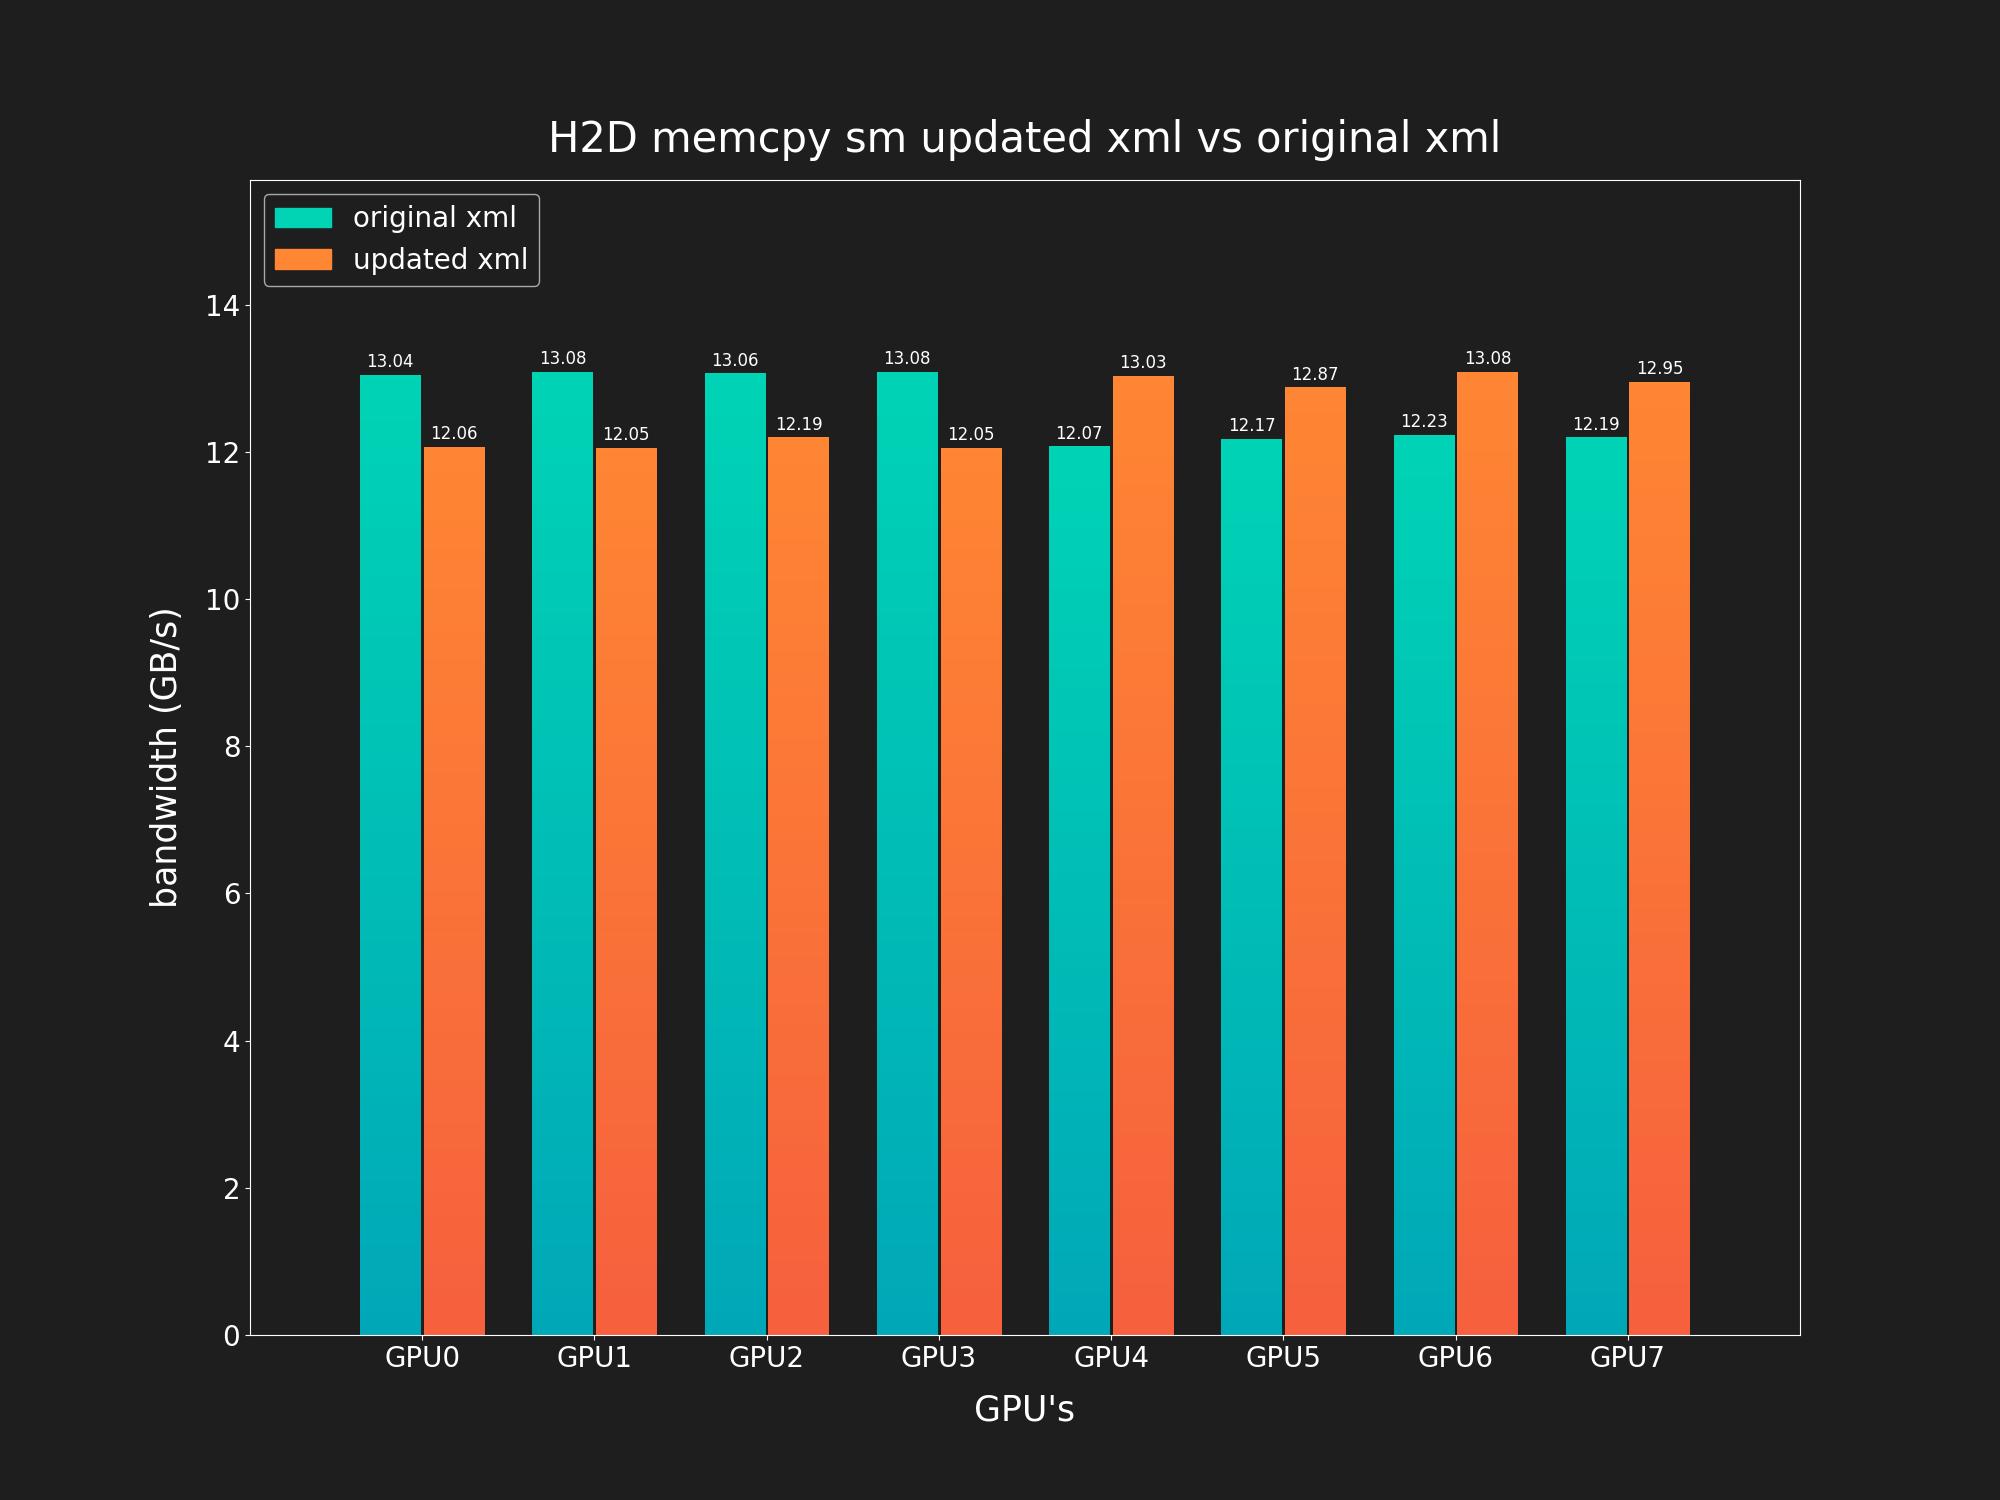 H2D memcpy sm updated xml vs original xml
original xml
updated xml
14
12
10
8
6
4
2
0
bandwidth (GB/s)
13.04 12.06 13.08 12.05 13.06 12.19 13.08 12.05 12.07 13.03 12.17 12.87 12.23 13.08 12.19 12.95
GPU0 GPU1 GPU2 GPU3 GPU4 GPU5 GPU6 GPU7
GPU's